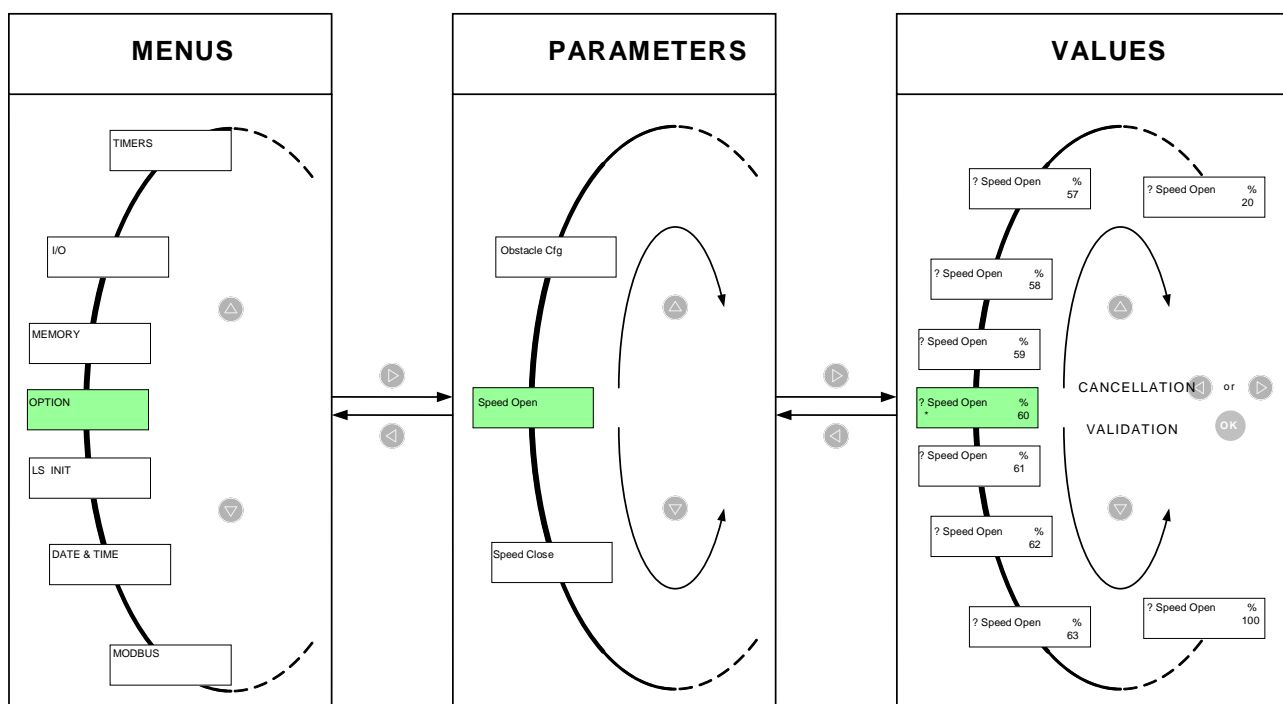 MENUS
TIMERS
I/O
MEMORY
OPTION
LS INIT
DATE & TIME
MODBUS
PARAMETERS
Obstacle Cfg
Speed Open
Speed Close
VALUES
? Speed Open %
57
? Speed Open %
20
? Speed Open %
58
? Speed Open %
59
? Speed Open %
* 60
? Speed Open %
61
? Speed Open %
62
? Speed Open %
63
? Speed Open %
100
CANCELLATION or
VALIDATION OK